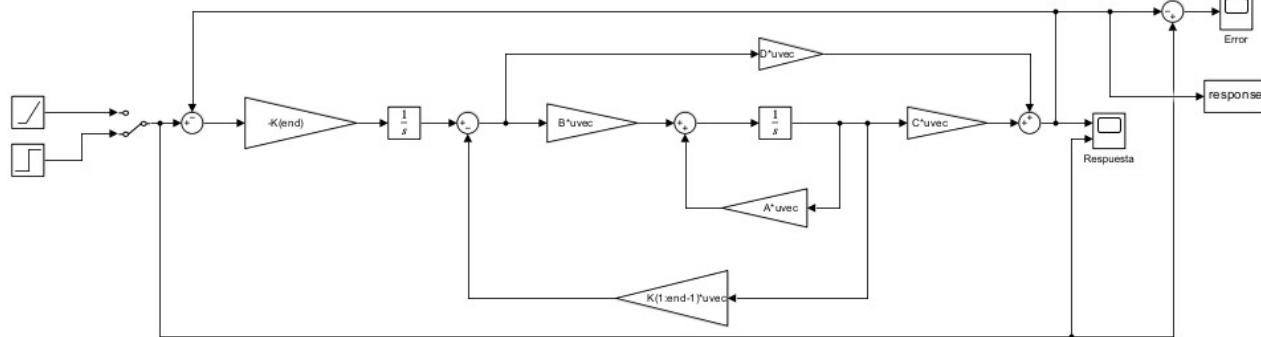 Error
D*uvec
response
-K(end)
1
s
B*uvec
1
s
C*uvec
Respuesta
A*uvec
K(1:end-1)*uvec